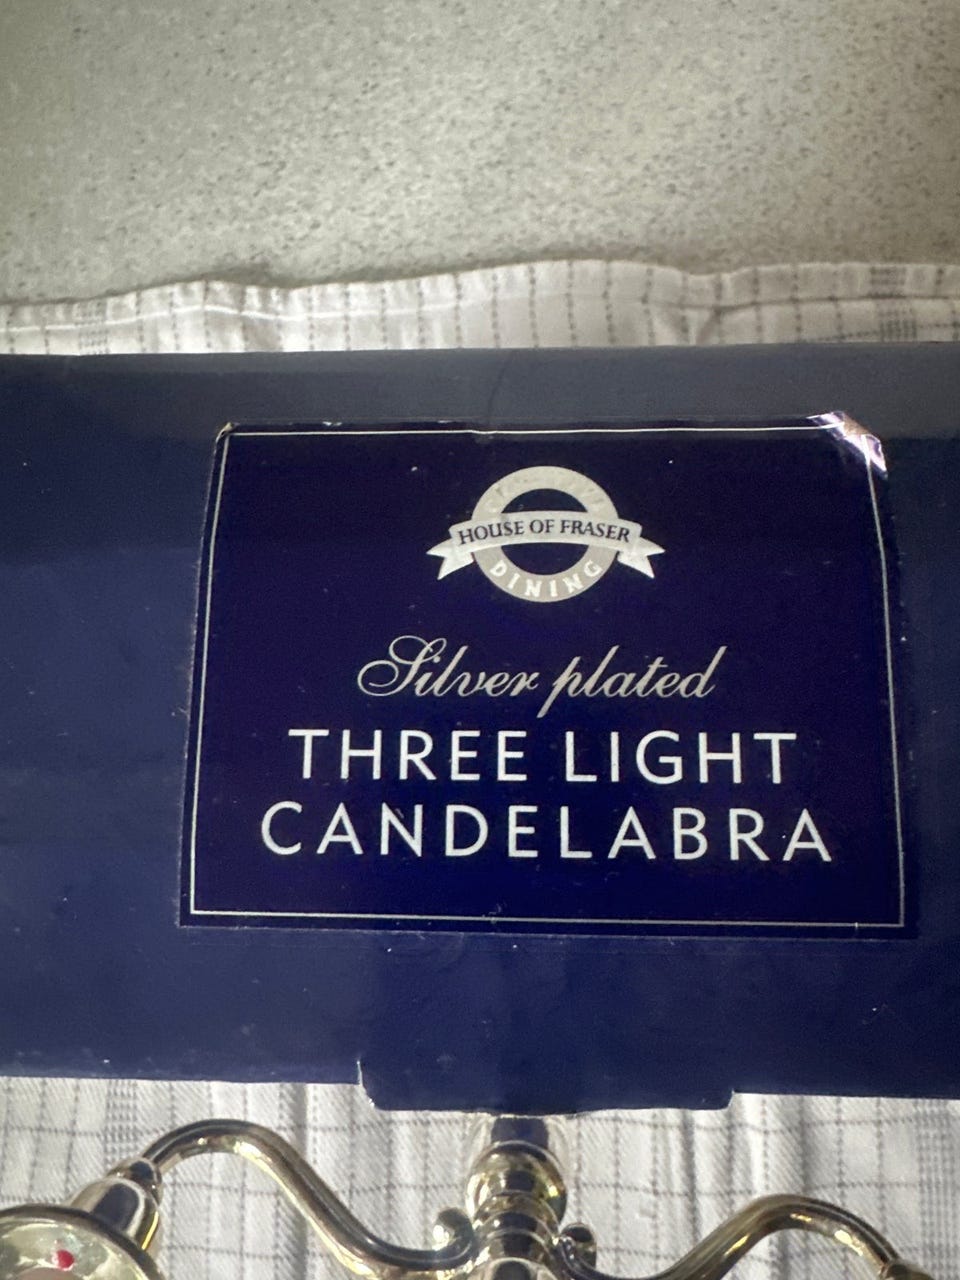 HOUSE OF FRASER
DINING
Silver plated
THREE LIGHT
CANDELABRA